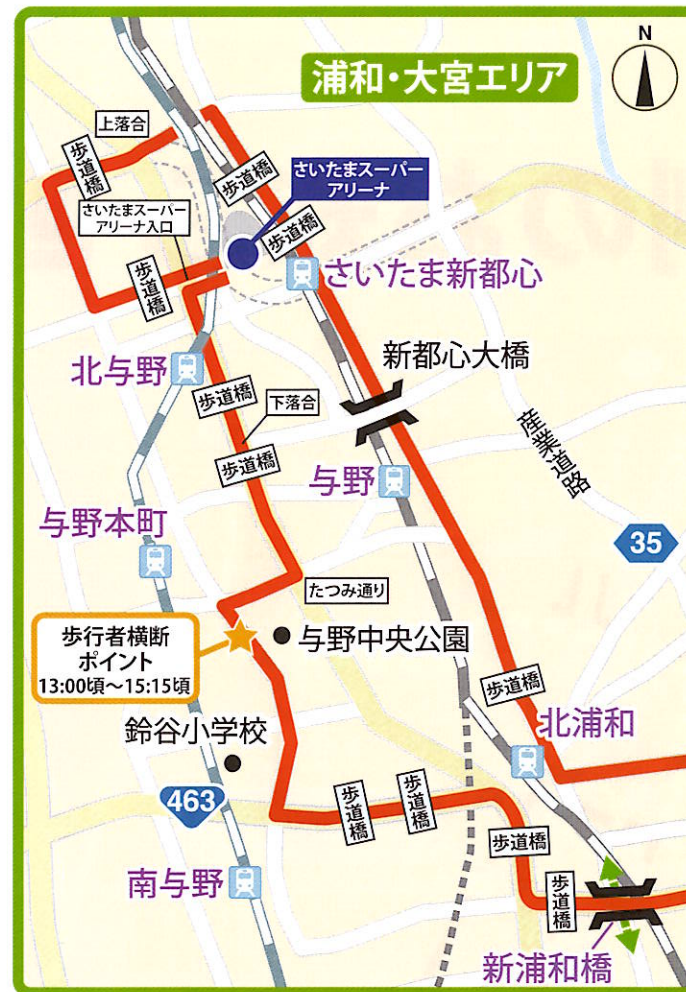 浦和・大宮エリア
N
上落合
歩道橋
歩道橋
さいたまスーパー
アリーナ
さいたまスーパー
アリーナ入口
歩道橋
歩道橋
さいたま新都心
北与野
新都心大橋
歩道橋
下落合
歩道橋
産業道路
与野
与野本町
35
たつみ通り
歩行者横断
ポイント
13:00頃～15:15頃
与野中央公園
歩道橋
北浦和
鈴谷小学校
463
歩道橋
歩道橋
歩道橋
南与野
歩道橋
新浦和橋